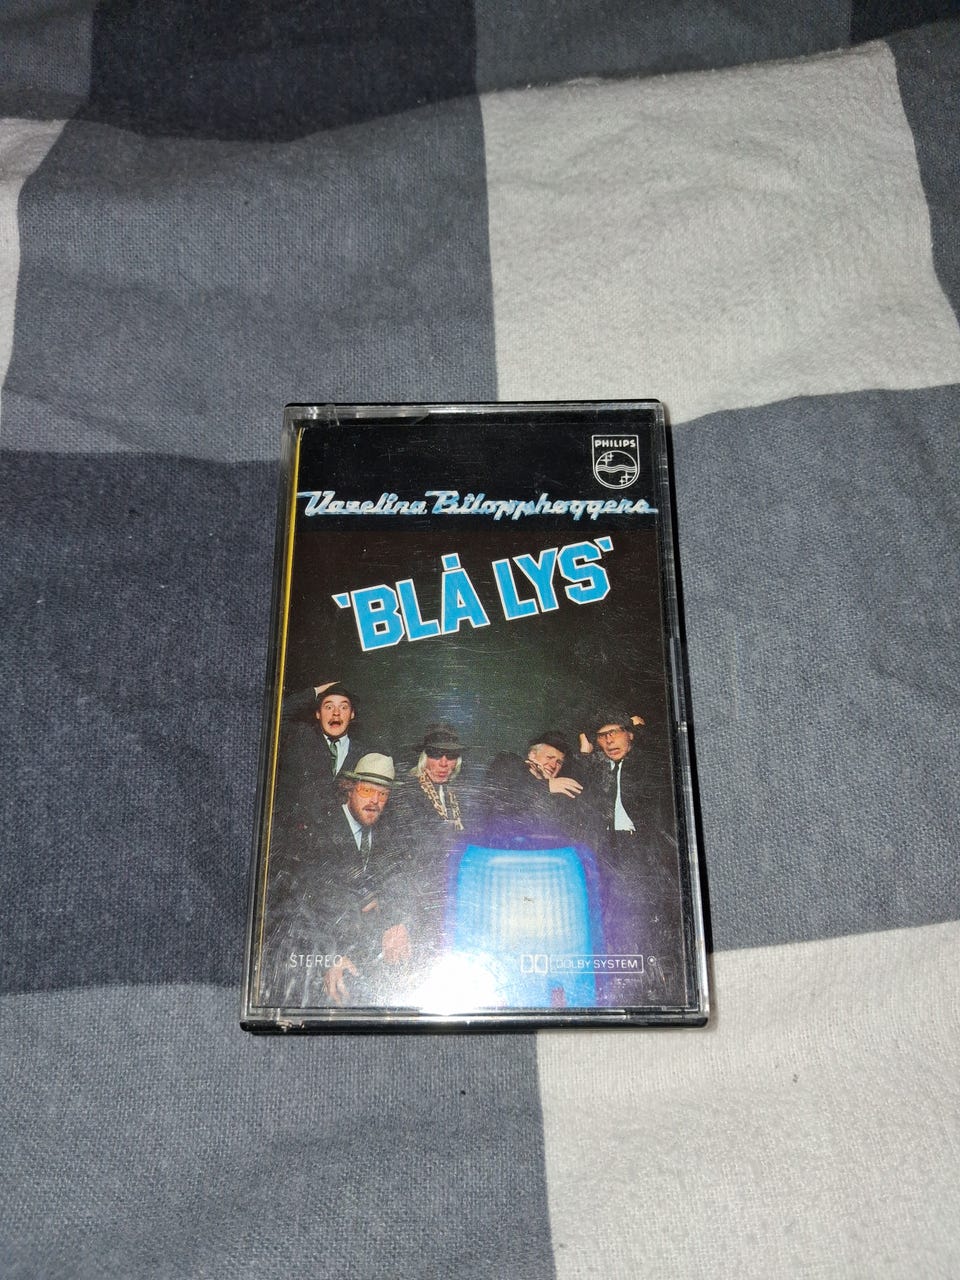 PHILIPS
Vazelina Bilopphøggers
'BLÅ LYS'
STEREO
DOLBY SYSTEM